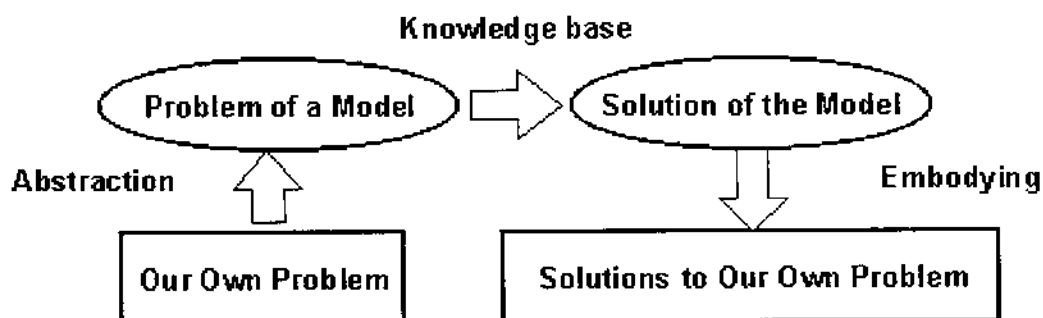 Knowledge base
Problem of a Model
Solution of the Model
Abstraction
Embodying
Our Own Problem
Solutions to Our Own Problem